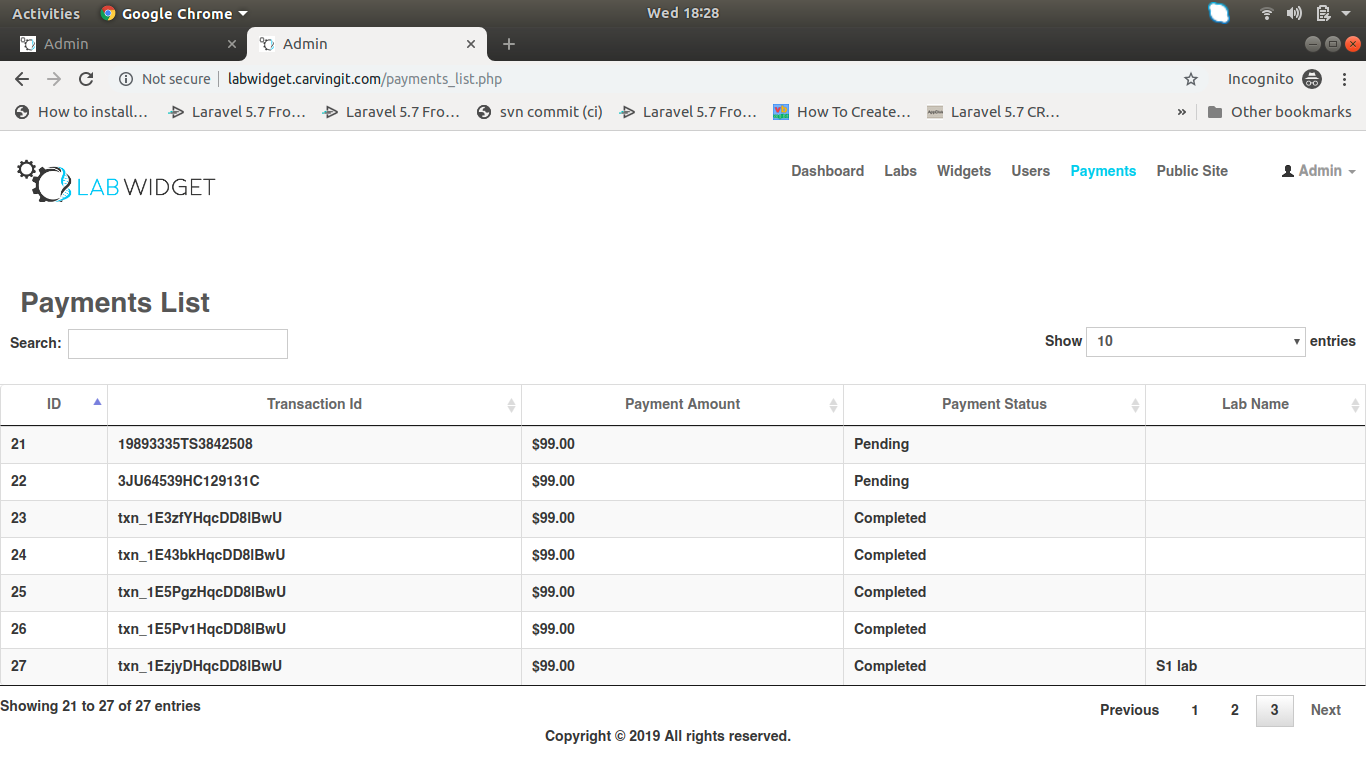 Activities Google Chrome Wed 18:28
Admin Admin
Not secure labwidget.carvingit.com/payments_list.php Incognito
How to install… Laravel 5.7 Fro… Laravel 5.7 Fro… svn commit (ci) Laravel 5.7 Fro… How To Create… Laravel 5.7 CR… » Other bookmarks
LABWIDGET Dashboard Labs Widgets Users Payments Public Site Admin
Payments List
Search: Show 10 entries
ID Transaction Id Payment Amount Payment Status Lab Name
21 19893335TS3842508 $99.00 Pending
22 3JU64539HC129131C $99.00 Pending
23 txn_1E3zfYHqcDD8lBwU $99.00 Completed
24 txn_1E43bkHqcDD8lBwU $99.00 Completed
25 txn_1E5PgzHqcDD8lBwU $99.00 Completed
26 txn_1E5Pv1HqcDD8lBwU $99.00 Completed
27 txn_1EzjyDHqcDD8lBwU $99.00 Completed S1 lab
Showing 21 to 27 of 27 entries Previous 1 2 3 Next
Copyright © 2019 All rights reserved.